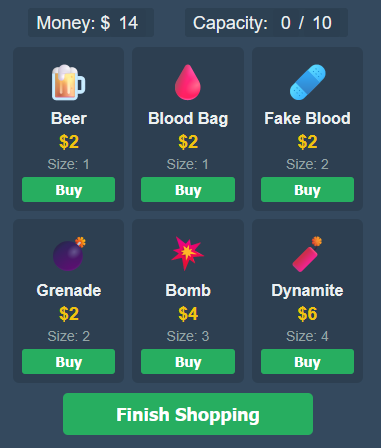 Money: $ 14 Capacity: 0 / 10
Beer Blood Bag Fake Blood
$2 $2 $2
Size: 1 Size: 1 Size: 2
Buy Buy Buy
Grenade Bomb Dynamite
$2 $4 $6
Size: 2 Size: 3 Size: 4
Buy Buy Buy
Finish Shopping